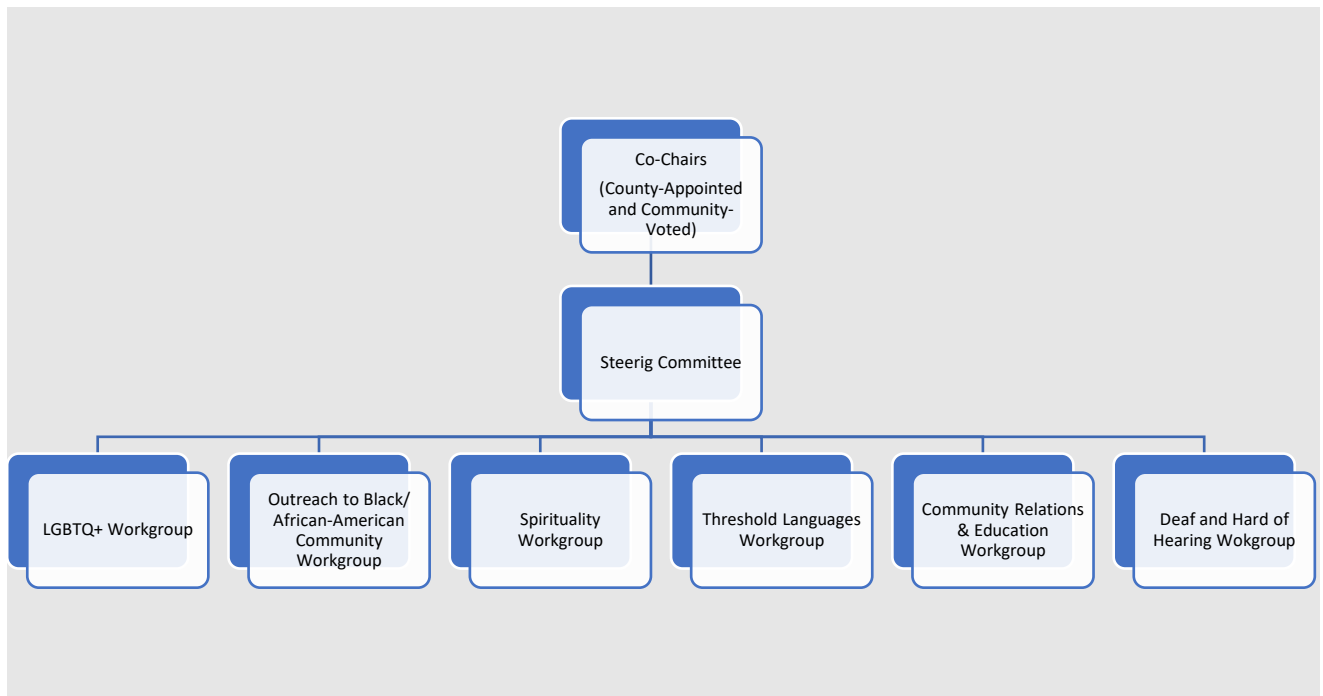 Co-Chairs
(County-Appointed
and Community-
Voted)
Steerig Committee
LGBTQ+ Workgroup
Outreach to Black/
African-American
Community
Workgroup
Spirituality
Workgroup
Threshold Languages
Workgroup
Community Relations
& Education
Workgroup
Deaf and Hard of
Hearing Wokgroup